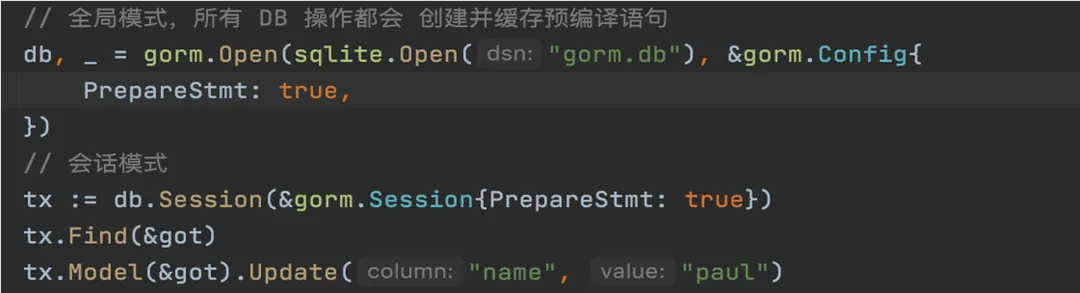 // 全局模式，所有 DB 操作都会 创建并缓存预编译语句
db, _ = gorm.Open(sqlite.Open( dsn: "gorm.db"), &gorm.Config{
    PrepareStmt: true,
})
// 会话模式
tx := db.Session(&gorm.Session{PrepareStmt: true})
tx.Find(&got)
tx.Model(&got).Update( column: "name", value: "paul")